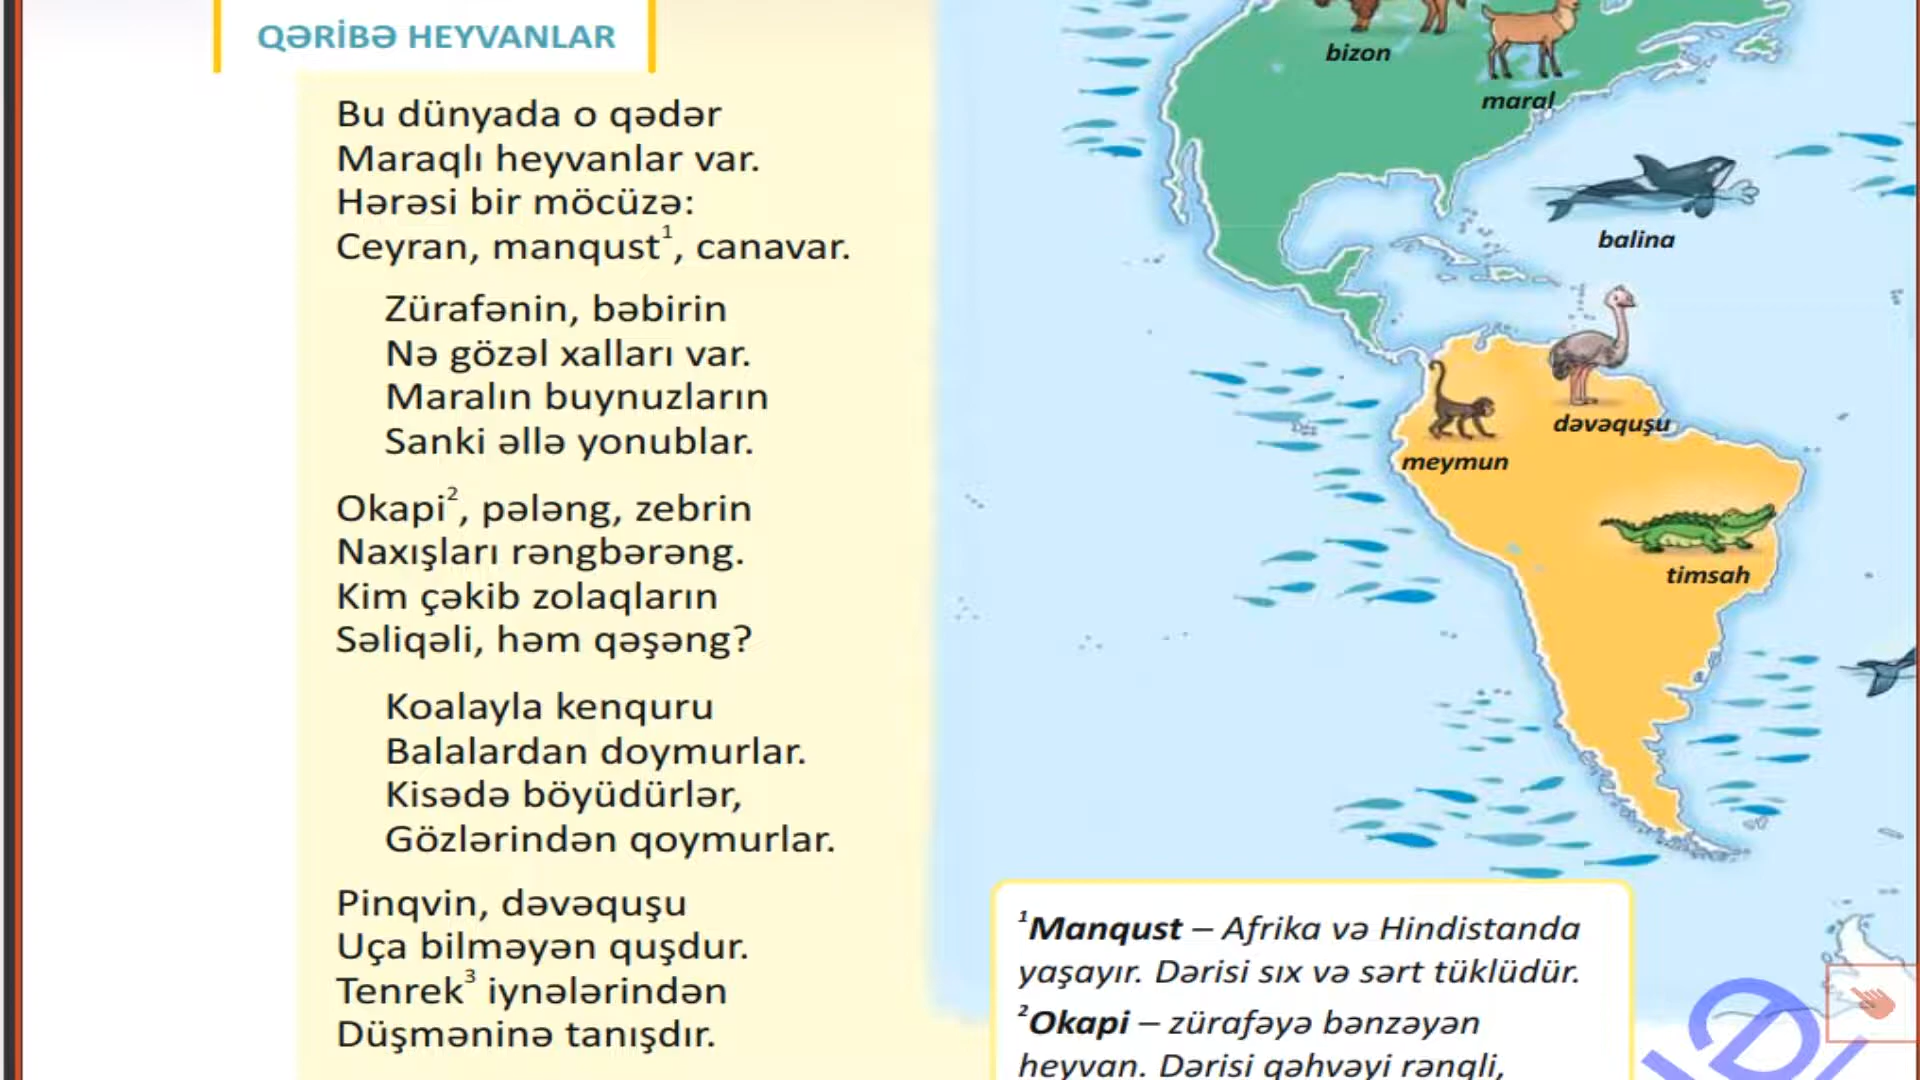 QƏRİBƏ HEYVANLAR
Bu dünyada o qədər
Maraqlı heyvanlar var.
Hərəsi bir möcüzə:
Ceyran, manqust¹, canavar.
Zürafənin, bəbirin
Nə gözəl xalları var.
Maralın buynuzların
Sanki əllə yonublar.
Okapi², pələng, zebrin
Naxışları rəngbərəng.
Kim çəkib zolaqların
Səliqəli, həm qəşəng?
Koalayla kenquru
Balalardan doymurlar.
Kisədə böyüdürlər,
Gözlərindən qoymurlar.
Pinqvin, dəvəquşu
Uça bilməyən quşdur.
Tenrek³ iynələrindən
Düşməninə tanışdır.
bizon
maral
balina
dəvəquşu
meymun
timsah
¹Manqust – Afrika və Hindistanda
yaşayır. Dərisi sıx və sərt tüklüdür.
²Okapi – zürafəyə bənzəyən
heyvan. Dərisi qəhvəyi rəngli,